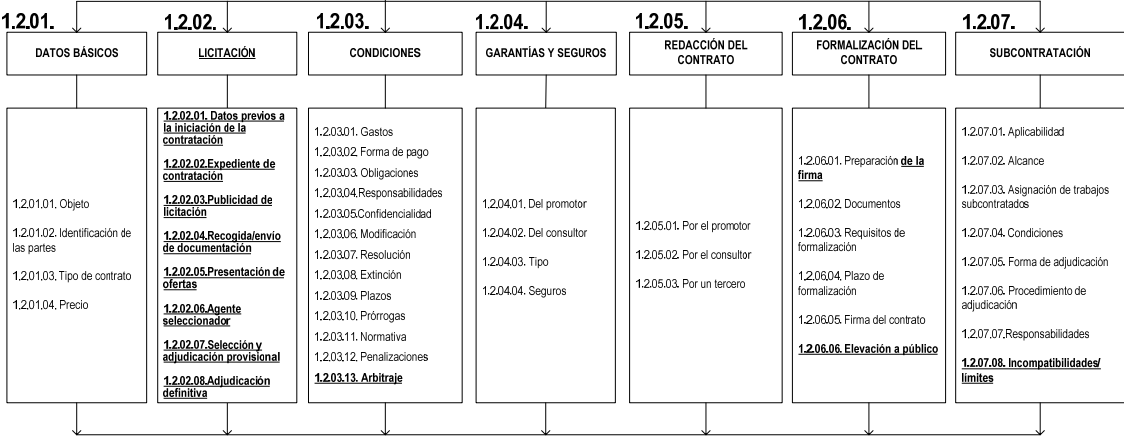 1.2.01.
DATOS BÁSICOS
1.2.01.01. Objeto
1.2.01.02. Identificación de
las partes
1.2.01.03. Tipo de contrato
1.2.01.04. Precio
1.2.02.
LICITACIÓN
1.2.02.01. Datos previos a
la iniciación de la
contratación
1.2.02.02.Expediente de
contratación
1.2.02.03.Publicidad de
licitación
1.2.02.04.Recogida/envío
de documentación
1.2.02.05.Presentación de
ofertas
1.2.02.06.Agente
seleccionador
1.2.02.07.Selección y
adjudicación provisional
1.2.02.08.Adjudicación
definitiva
1.2.03.
CONDICIONES
1.2.03.01. Gastos
1.2.03.02. Forma de pago
1.2.03.03. Obligaciones
1.2.03.04.Responsabilidades
1.2.03.05.Confidencialidad
1.2.03.06. Modificación
1.2.03.07. Resolución
1.2.03.08. Extinción
1.2.03.09. Plazos
1.2.03.10. Prórrogas
1.2.03.11. Normativa
1.2.03.12. Penalizaciones
1.2.03.13. Arbitraje
1.2.04.
GARANTÍAS Y SEGUROS
1.2.04.01. Del promotor
1.2.04.02. Del consultor
1.2.04.03. Tipo
1.2.04.04. Seguros
1.2.05.
REDACCIÓN DEL
CONTRATO
1.2.05.01. Por el promotor
1.2.05.02. Por el consultor
1.2.05.03. Por un tercero
1.2.06.
FORMALIZACIÓN DEL
CONTRATO
1.2.06.01. Preparación de la
firma
1.2.06.02. Documentos
1.2.06.03. Requisitos de
formalización
1.2.06.04. Plazo de
formalización
1.2.06.05. Firma del contrato
1.2.06.06. Elevación a público
1.2.07.
SUBCONTRATACIÓN
1.2.07.01. Aplicabilidad
1.2.07.02. Alcance
1.2.07.03. Asignación de trabajos
subcontratados
1.2.07.04. Condiciones
1.2.07.05. Forma de adjudicación
1.2.07.06. Procedimiento de
adjudicación
1.2.07.07.Responsabilidades
1.2.07.08. Incompatibilidades/
límites